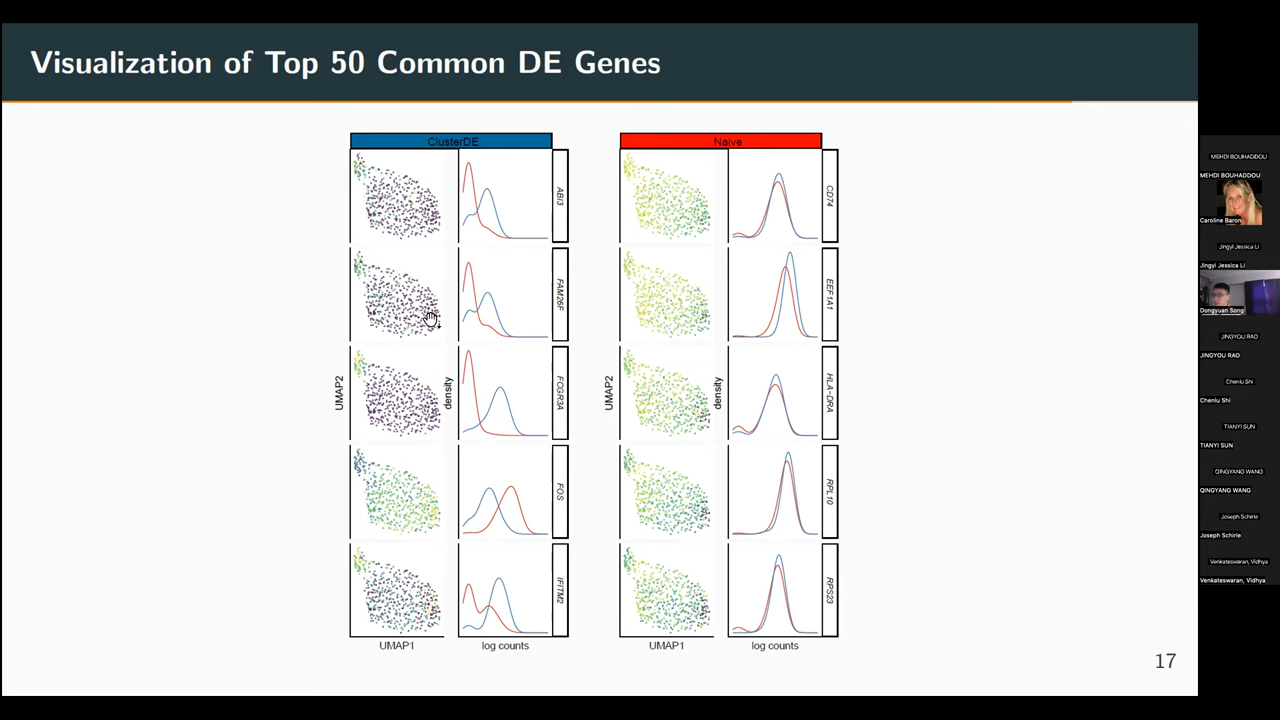 Visualization of Top 50 Common DE Genes
ClusterDE
Naive
ABI3
FAM26F
FCGR3A
FOS
IFITM2
CD74
EEF1A1
HLA-DRA
RPL10
RPS23
UMAP2
density
UMAP2
density
UMAP1
log counts
UMAP1
log counts
17
MEHDI BOUHADDOU
MEHDI BOUHADDOU
Caroline Baron
Jingyi Jessica Li
Jingyi Jessica Li
Dongyuan Song
JINGYOU RAO
JINGYOU RAO
Chenlu Shi
Chenlu Shi
TIANYI SUN
TIANYI SUN
QINGYANG WANG
QINGYANG WANG
Joseph Schirle
Joseph Schirle
Venkateswaran, Vidhya
Venkateswaran, Vidhya